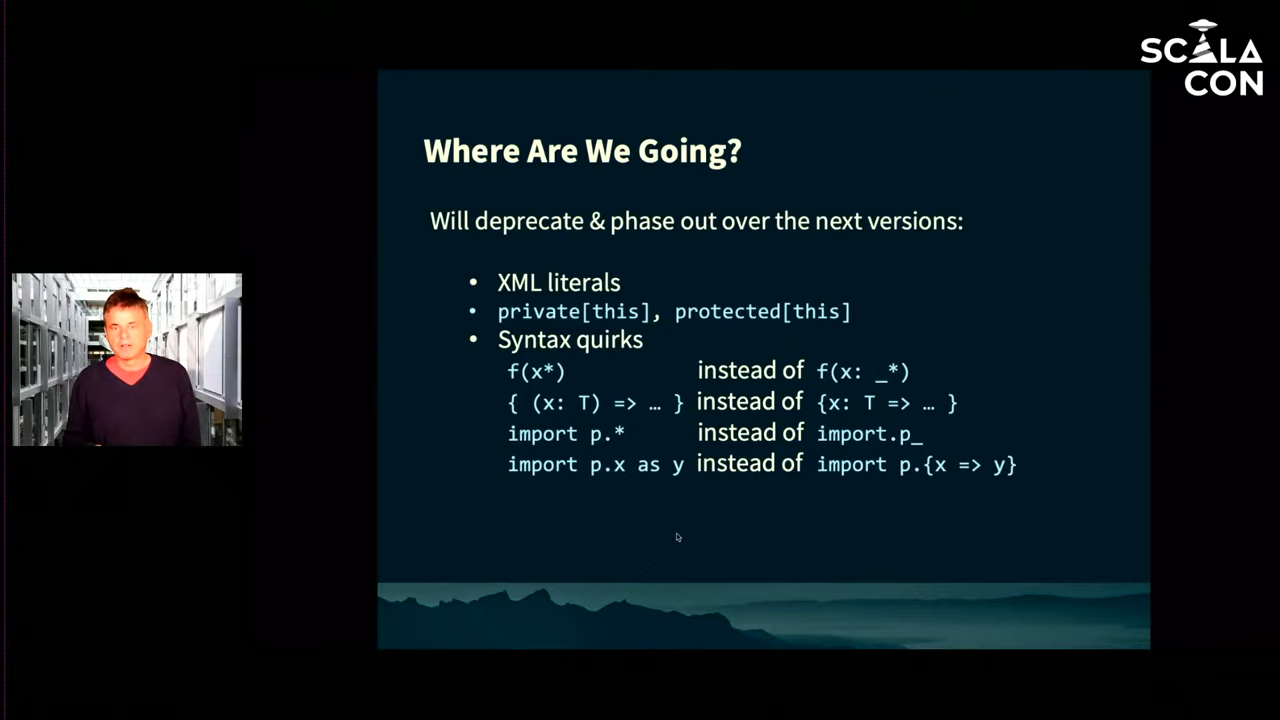 SCALA
CON
Where Are We Going?
Will deprecate & phase out over the next versions:
• XML literals
• private[this], protected[this]
• Syntax quirks
f(x*) instead of f(x: _*)
{ (x: T) => … } instead of {x: T => … }
import p.* instead of import.p_
import p.x as y instead of import p.{x => y}